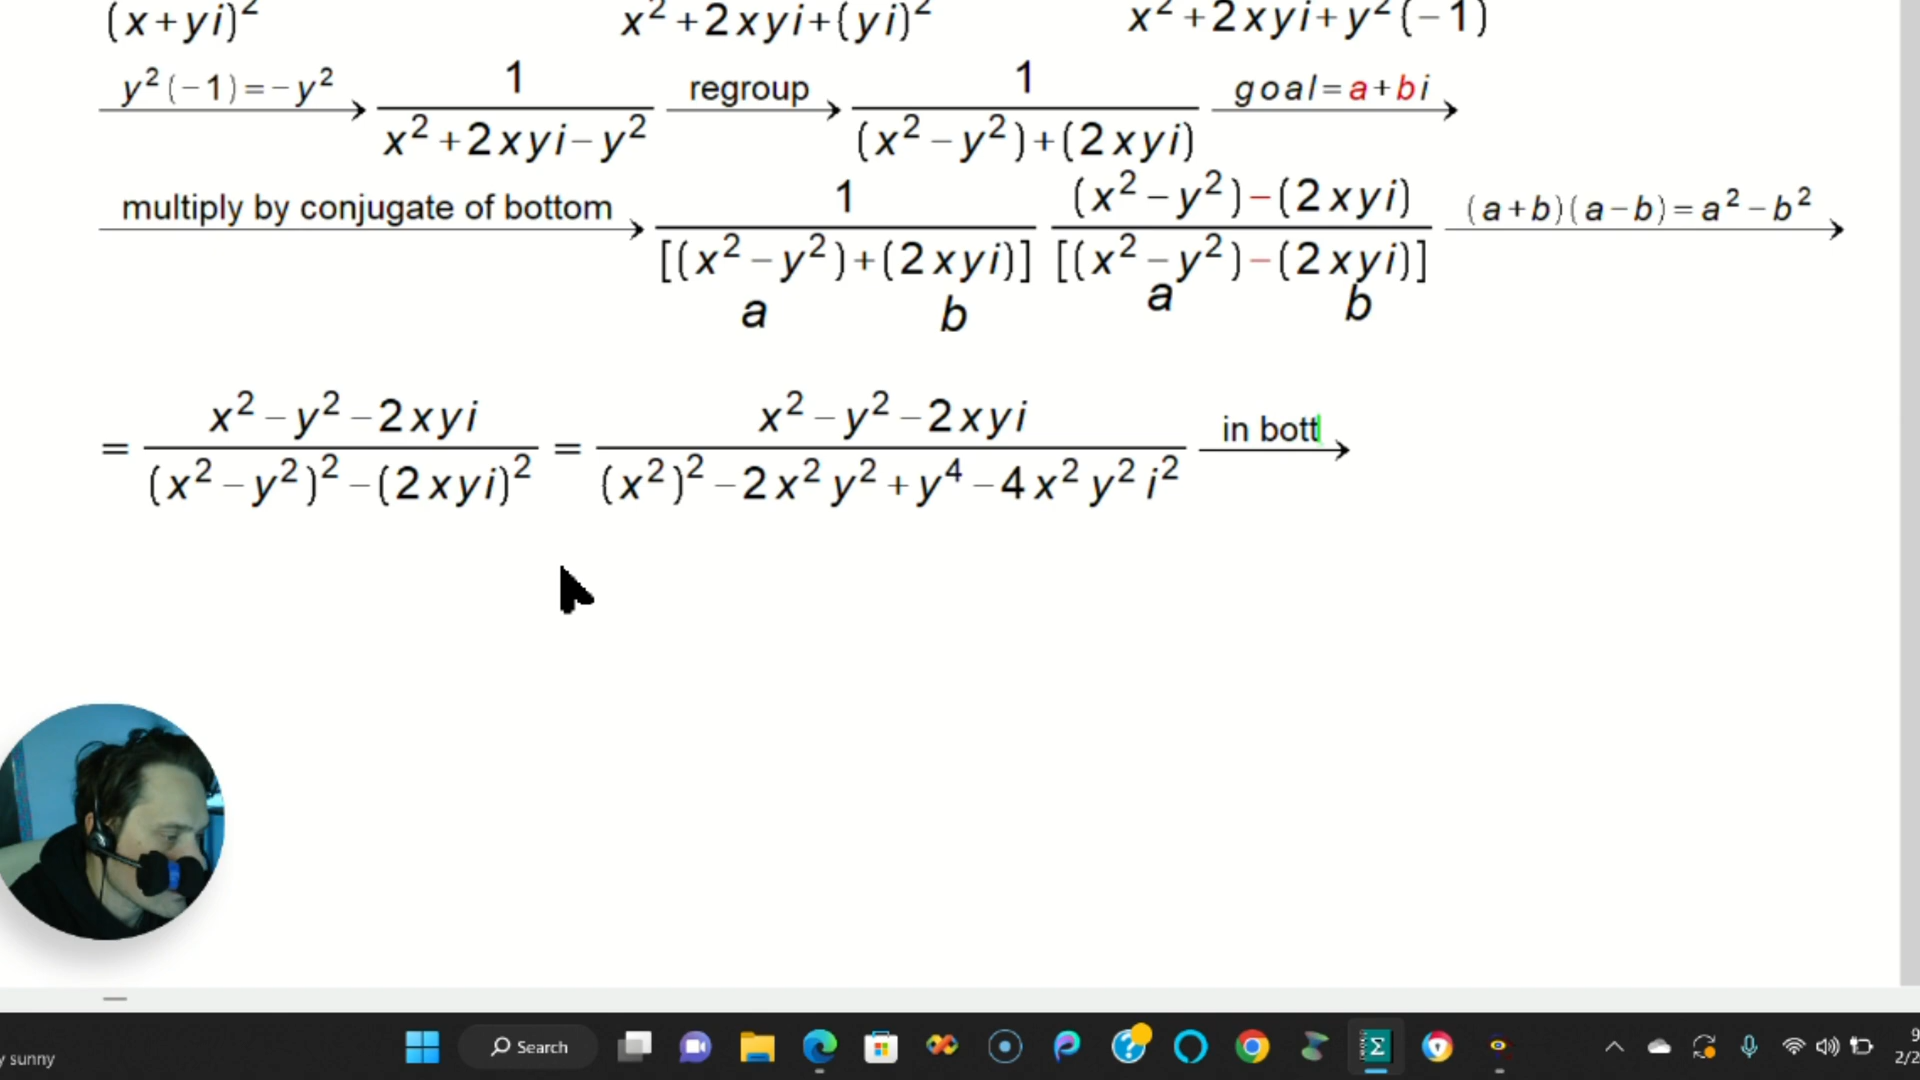 (x+yi)² x²+2xyi+(yi)² x²+2xyi+y²(−1)
y²(−1)=−y² → 1/(x²+2xyi−y²) regroup → 1/((x²−y²)+(2xyi)) goal=a+bi →
multiply by conjugate of bottom → 1/[(x²−y²)+(2xyi)] (x²−y²)−(2xyi)/[(x²−y²)−(2xyi)] (a+b)(a−b)=a²−b² →
a b a b
= (x²−y²−2xyi)/((x²−y²)²−(2xyi)²) = (x²−y²−2xyi)/((x²)²−2x²y²+y⁴−4x²y²i²) in bott →
Search
9
y sunny
2/2